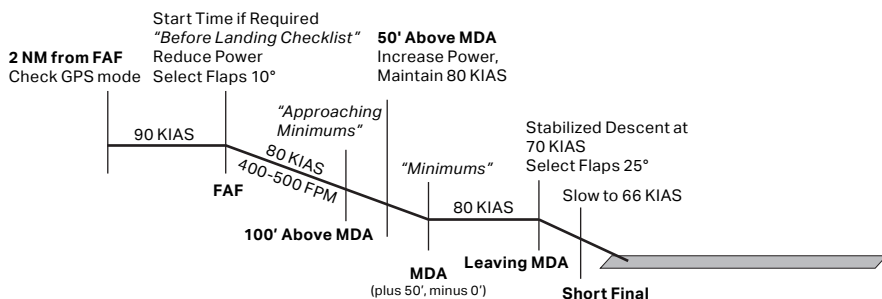 2 NM from FAF
Check GPS mode
Start Time if Required
“Before Landing Checklist”
Reduce Power
Select Flaps 10°
50' Above MDA
Increase Power,
Maintain 80 KIAS
90 KIAS
FAF
80 KIAS
400-500 FPM
“Approaching
Minimums”
100' Above MDA
“Minimums”
MDA
(plus 50', minus 0')
80 KIAS
Stabilized Descent at
70 KIAS
Select Flaps 25°
Leaving MDA
Slow to 66 KIAS
Short Final